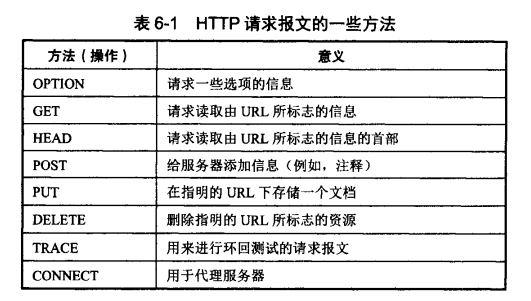 表 6-1 HTTP 请求报文的一些方法
方法（操作） 意义
OPTION 请求一些选项的信息
GET 请求读取由 URL 所标志的信息
HEAD 请求读取由 URL 所标志的信息的首部
POST 给服务器添加信息（例如，注释）
PUT 在指明的 URL 下存储一个文档
DELETE 删除指明的 URL 所标志的资源
TRACE 用来进行环回测试的请求报文
CONNECT 用于代理服务器